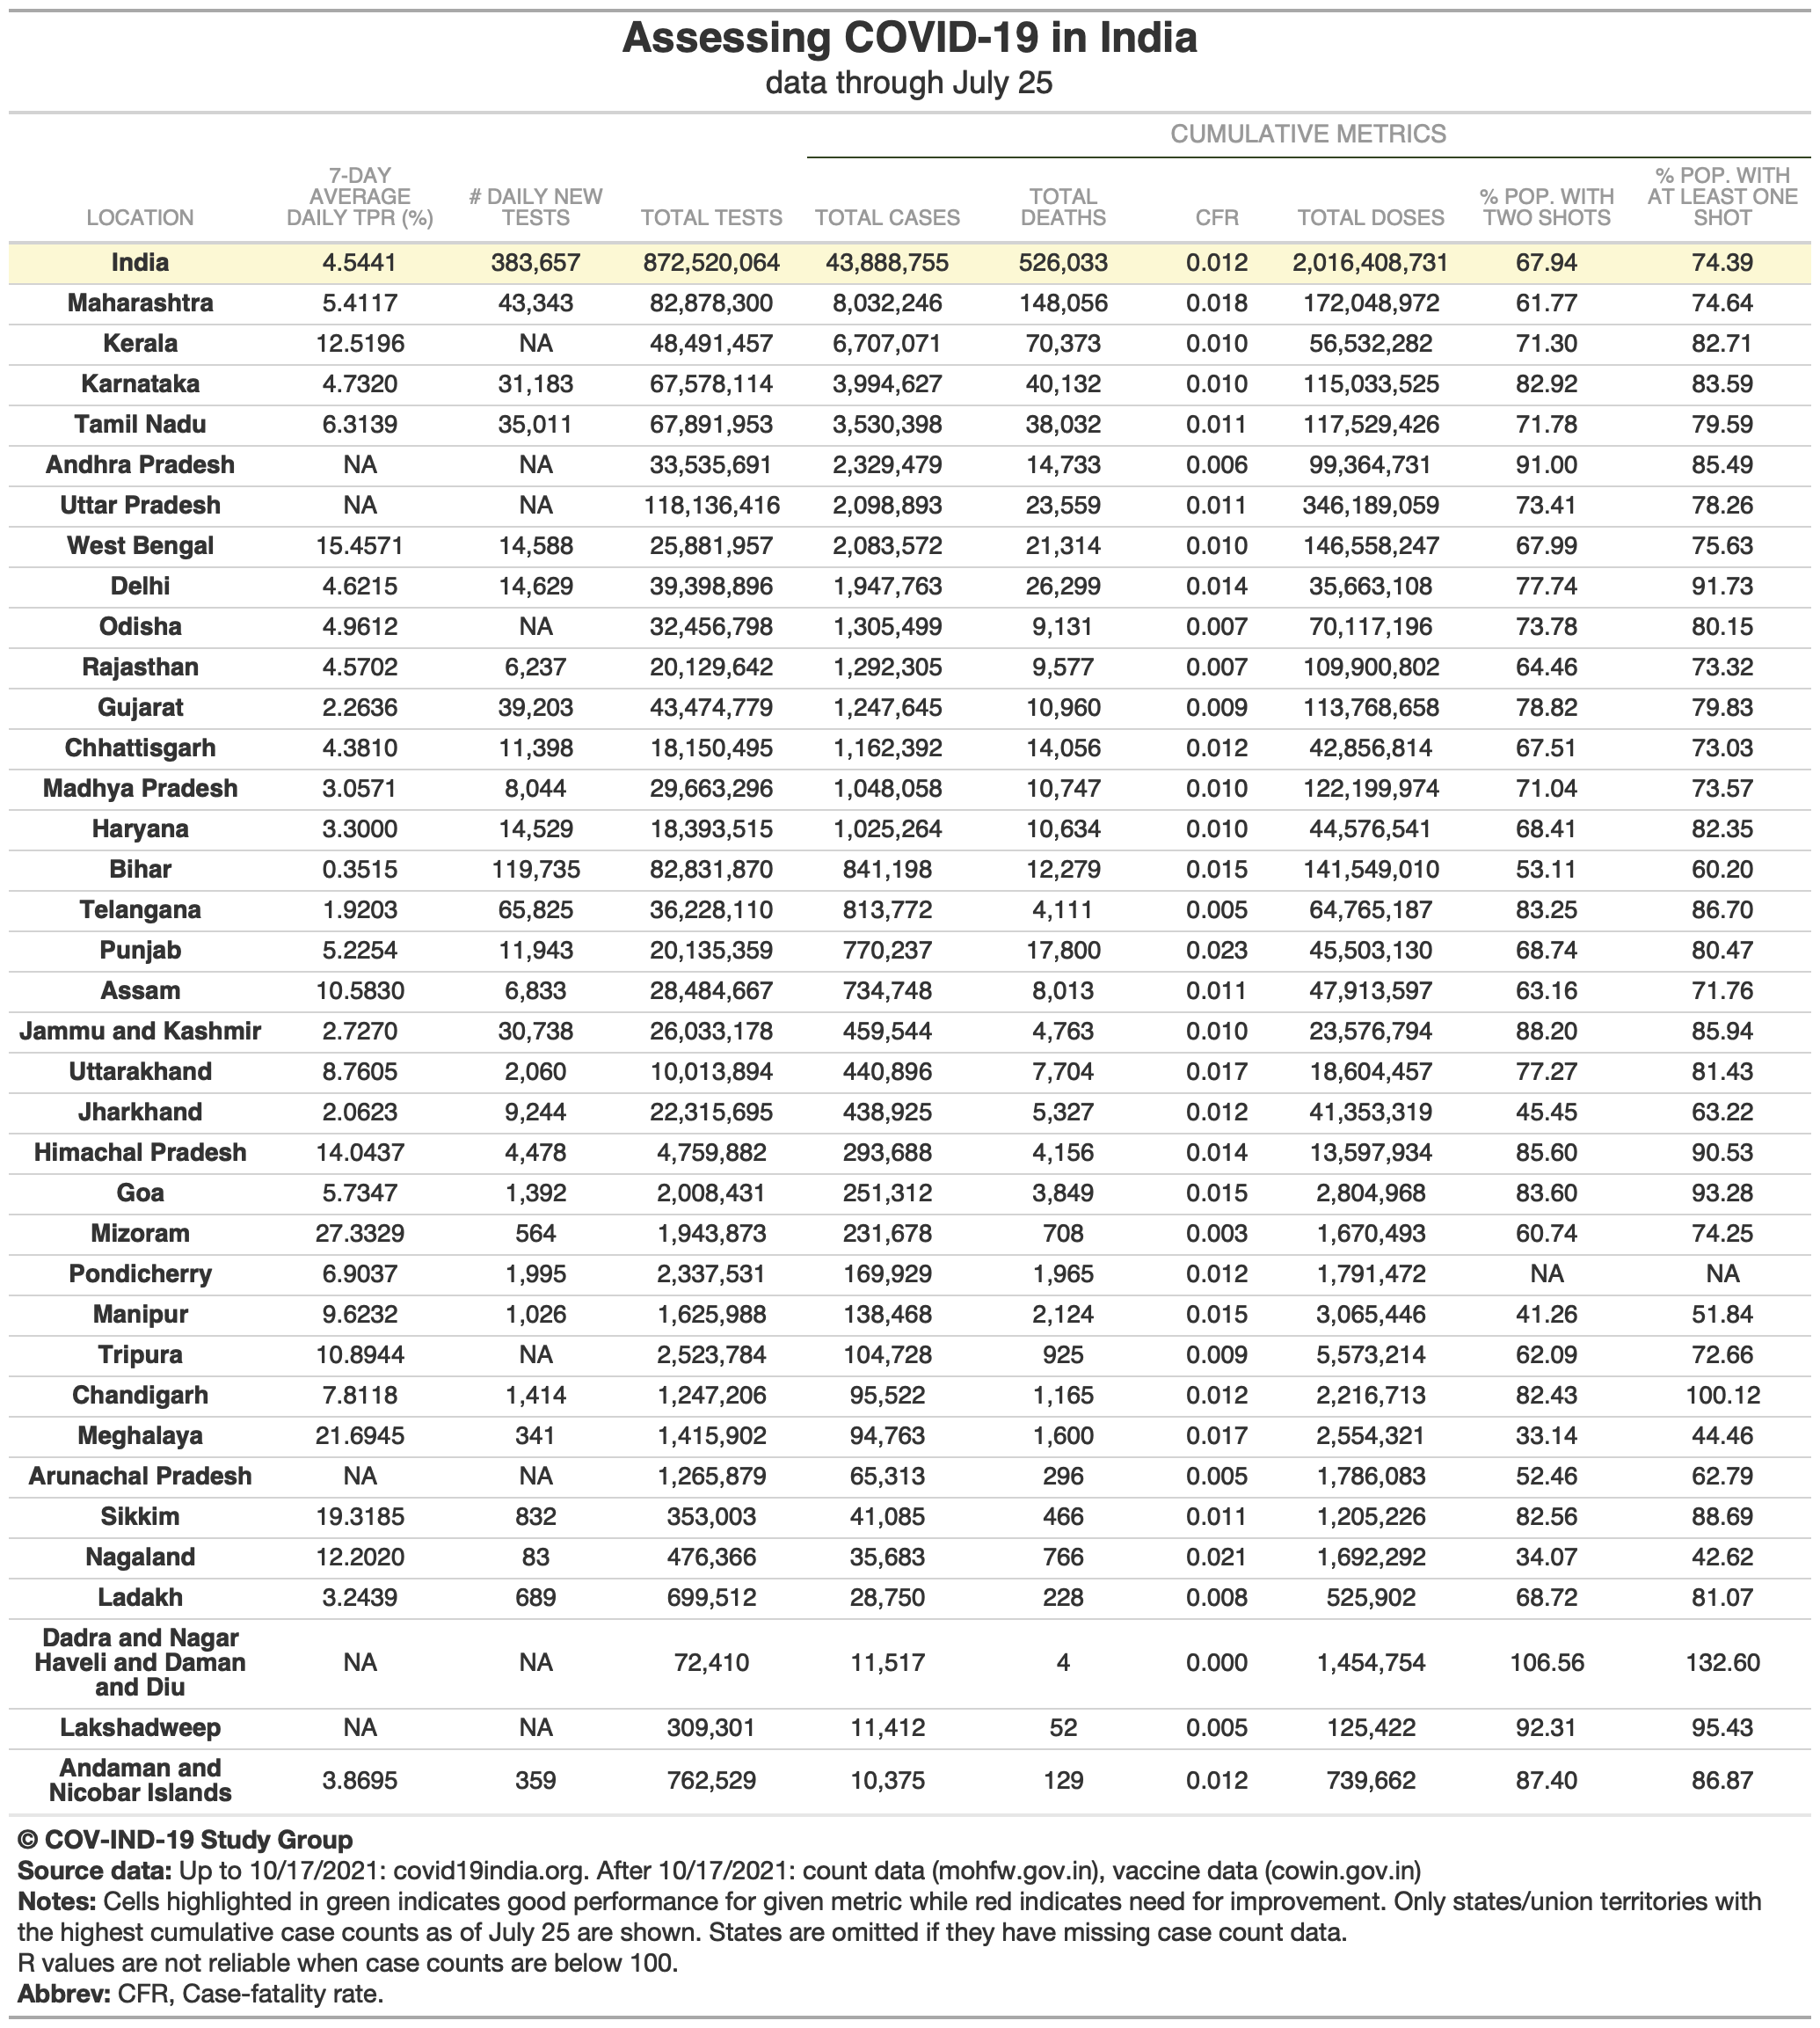 Assessing COVID-19 in India
data through July 25
CUMULATIVE METRICS
LOCATION 7-DAY AVERAGE DAILY TPR (%) # DAILY NEW TESTS TOTAL TESTS TOTAL CASES TOTAL DEATHS CFR TOTAL DOSES % POP. WITH TWO SHOTS % POP. WITH AT LEAST ONE SHOT
India 4.5441 383,657 872,520,064 43,888,755 526,033 0.012 2,016,408,731 67.94 74.39
Maharashtra 5.4117 43,343 82,878,300 8,032,246 148,056 0.018 172,048,972 61.77 74.64
Kerala 12.5196 NA 48,491,457 6,707,071 70,373 0.010 56,532,282 71.30 82.71
Karnataka 4.7320 31,183 67,578,114 3,994,627 40,132 0.010 115,033,525 82.92 83.59
Tamil Nadu 6.3139 35,011 67,891,953 3,530,398 38,032 0.011 117,529,426 71.78 79.59
Andhra Pradesh NA NA 33,535,691 2,329,479 14,733 0.006 99,364,731 91.00 85.49
Uttar Pradesh NA NA 118,136,416 2,098,893 23,559 0.011 346,189,059 73.41 78.26
West Bengal 15.4571 14,588 25,881,957 2,083,572 21,314 0.010 146,558,247 67.99 75.63
Delhi 4.6215 14,629 39,398,896 1,947,763 26,299 0.014 35,663,108 77.74 91.73
Odisha 4.9612 NA 32,456,798 1,305,499 9,131 0.007 70,117,196 73.78 80.15
Rajasthan 4.5702 6,237 20,129,642 1,292,305 9,577 0.007 109,900,802 64.46 73.32
Gujarat 2.2636 39,203 43,474,779 1,247,645 10,960 0.009 113,768,658 78.82 79.83
Chhattisgarh 4.3810 11,398 18,150,495 1,162,392 14,056 0.012 42,856,814 67.51 73.03
Madhya Pradesh 3.0571 8,044 29,663,296 1,048,058 10,747 0.010 122,199,974 71.04 73.57
Haryana 3.3000 14,529 18,393,515 1,025,264 10,634 0.010 44,576,541 68.41 82.35
Bihar 0.3515 119,735 82,831,870 841,198 12,279 0.015 141,549,010 53.11 60.20
Telangana 1.9203 65,825 36,228,110 813,772 4,111 0.005 64,765,187 83.25 86.70
Punjab 5.2254 11,943 20,135,359 770,237 17,800 0.023 45,503,130 68.74 80.47
Assam 10.5830 6,833 28,484,667 734,748 8,013 0.011 47,913,597 63.16 71.76
Jammu and Kashmir 2.7270 30,738 26,033,178 459,544 4,763 0.010 23,576,794 88.20 85.94
Uttarakhand 8.7605 2,060 10,013,894 440,896 7,704 0.017 18,604,457 77.27 81.43
Jharkhand 2.0623 9,244 22,315,695 438,925 5,327 0.012 41,353,319 45.45 63.22
Himachal Pradesh 14.0437 4,478 4,759,882 293,688 4,156 0.014 13,597,934 85.60 90.53
Goa 5.7347 1,392 2,008,431 251,312 3,849 0.015 2,804,968 83.60 93.28
Mizoram 27.3329 564 1,943,873 231,678 708 0.003 1,670,493 60.74 74.25
Pondicherry 6.9037 1,995 2,337,531 169,929 1,965 0.012 1,791,472 NA NA
Manipur 9.6232 1,026 1,625,988 138,468 2,124 0.015 3,065,446 41.26 51.84
Tripura 10.8944 NA 2,523,784 104,728 925 0.009 5,573,214 62.09 72.66
Chandigarh 7.8118 1,414 1,247,206 95,522 1,165 0.012 2,216,713 82.43 100.12
Meghalaya 21.6945 341 1,415,902 94,763 1,600 0.017 2,554,321 33.14 44.46
Arunachal Pradesh NA NA 1,265,879 65,313 296 0.005 1,786,083 52.46 62.79
Sikkim 19.3185 832 353,003 41,085 466 0.011 1,205,226 82.56 88.69
Nagaland 12.2020 83 476,366 35,683 766 0.021 1,692,292 34.07 42.62
Ladakh 3.2439 689 699,512 28,750 228 0.008 525,902 68.72 81.07
Dadra and Nagar Haveli and Daman and Diu NA NA 72,410 11,517 4 0.000 1,454,754 106.56 132.60
Lakshadweep NA NA 309,301 11,412 52 0.005 125,422 92.31 95.43
Andaman and Nicobar Islands 3.8695 359 762,529 10,375 129 0.012 739,662 87.40 86.87
© COV-IND-19 Study Group
Source data: Up to 10/17/2021: covid19india.org. After 10/17/2021: count data (mohfw.gov.in), vaccine data (cowin.gov.in)
Notes: Cells highlighted in green indicates good performance for given metric while red indicates need for improvement. Only states/union territories with
the highest cumulative case counts as of July 25 are shown. States are omitted if they have missing case count data.
R values are not reliable when case counts are below 100.
Abbrev: CFR, Case-fatality rate.